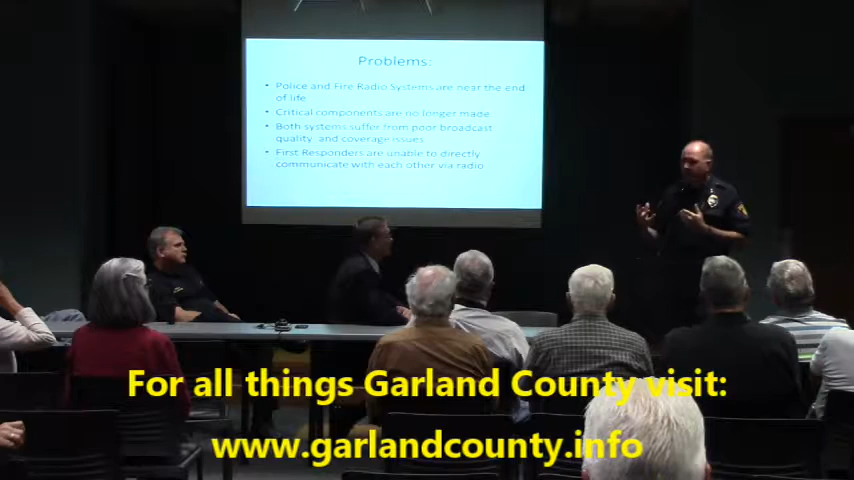 Problems:
• Police and Fire Radio Systems are near the end
of life
• Critical components are no longer made
• Both systems suffer from poor broadcast
quality and coverage issues
• First Responders are unable to directly
communicate with each other via radio
For all things Garland County visit:
www.garlandcounty.info